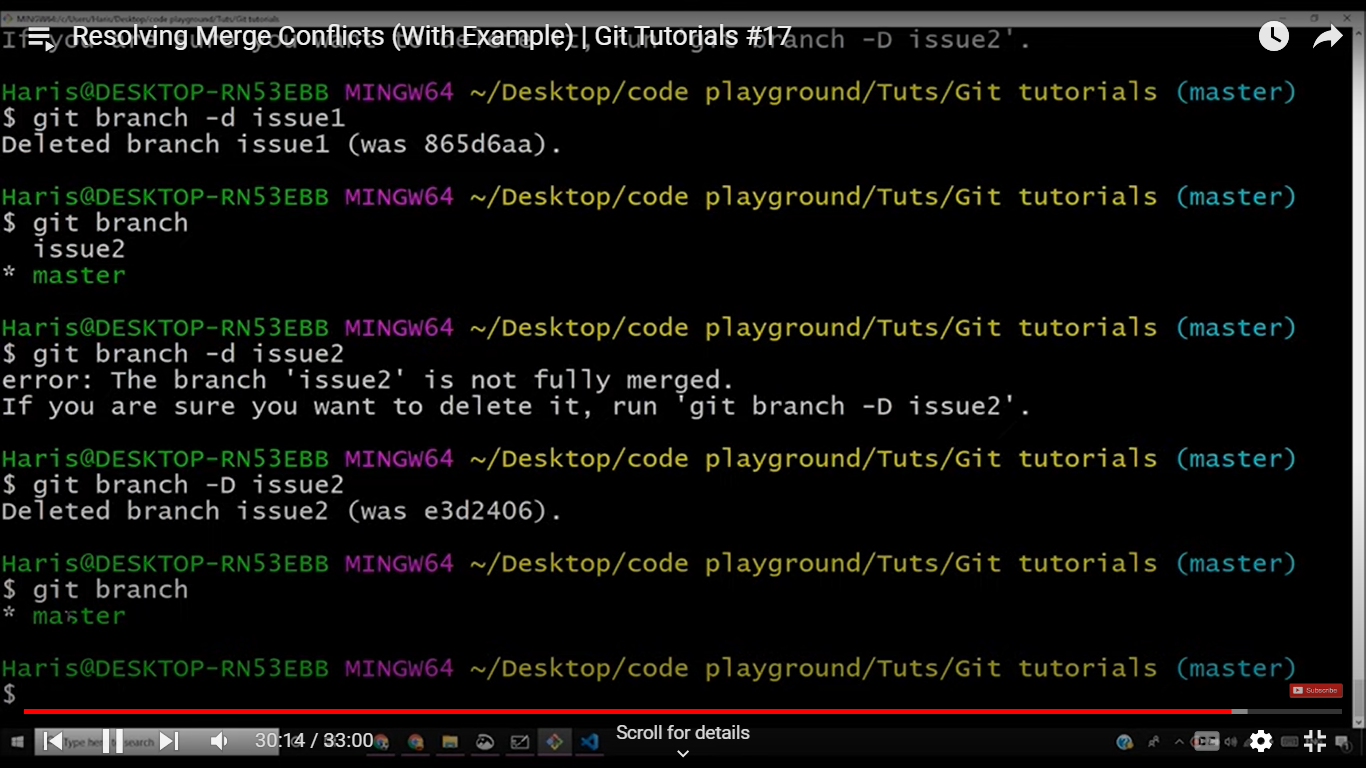 MINGW64:/c/Users/Haris/Desktop/code playground/Tuts/Git tutorials
Resolving Merge Conflicts (With Example) | Git Tutorials #17
If you are sure you want to delete it, run 'git branch -D issue2'.
Haris@DESKTOP-RN53EBB MINGW64 ~/Desktop/code playground/Tuts/Git tutorials (master)
$ git branch -d issue1
Deleted branch issue1 (was 865d6aa).
Haris@DESKTOP-RN53EBB MINGW64 ~/Desktop/code playground/Tuts/Git tutorials (master)
$ git branch
issue2
* master
Haris@DESKTOP-RN53EBB MINGW64 ~/Desktop/code playground/Tuts/Git tutorials (master)
$ git branch -d issue2
error: The branch 'issue2' is not fully merged.
If you are sure you want to delete it, run 'git branch -D issue2'.
Haris@DESKTOP-RN53EBB MINGW64 ~/Desktop/code playground/Tuts/Git tutorials (master)
$ git branch -D issue2
Deleted branch issue2 (was e3d2406).
Haris@DESKTOP-RN53EBB MINGW64 ~/Desktop/code playground/Tuts/Git tutorials (master)
$ git branch
* master
Haris@DESKTOP-RN53EBB MINGW64 ~/Desktop/code playground/Tuts/Git tutorials (master)
$
Subscribe
Type here to search
30:14 / 33:00
Scroll for details